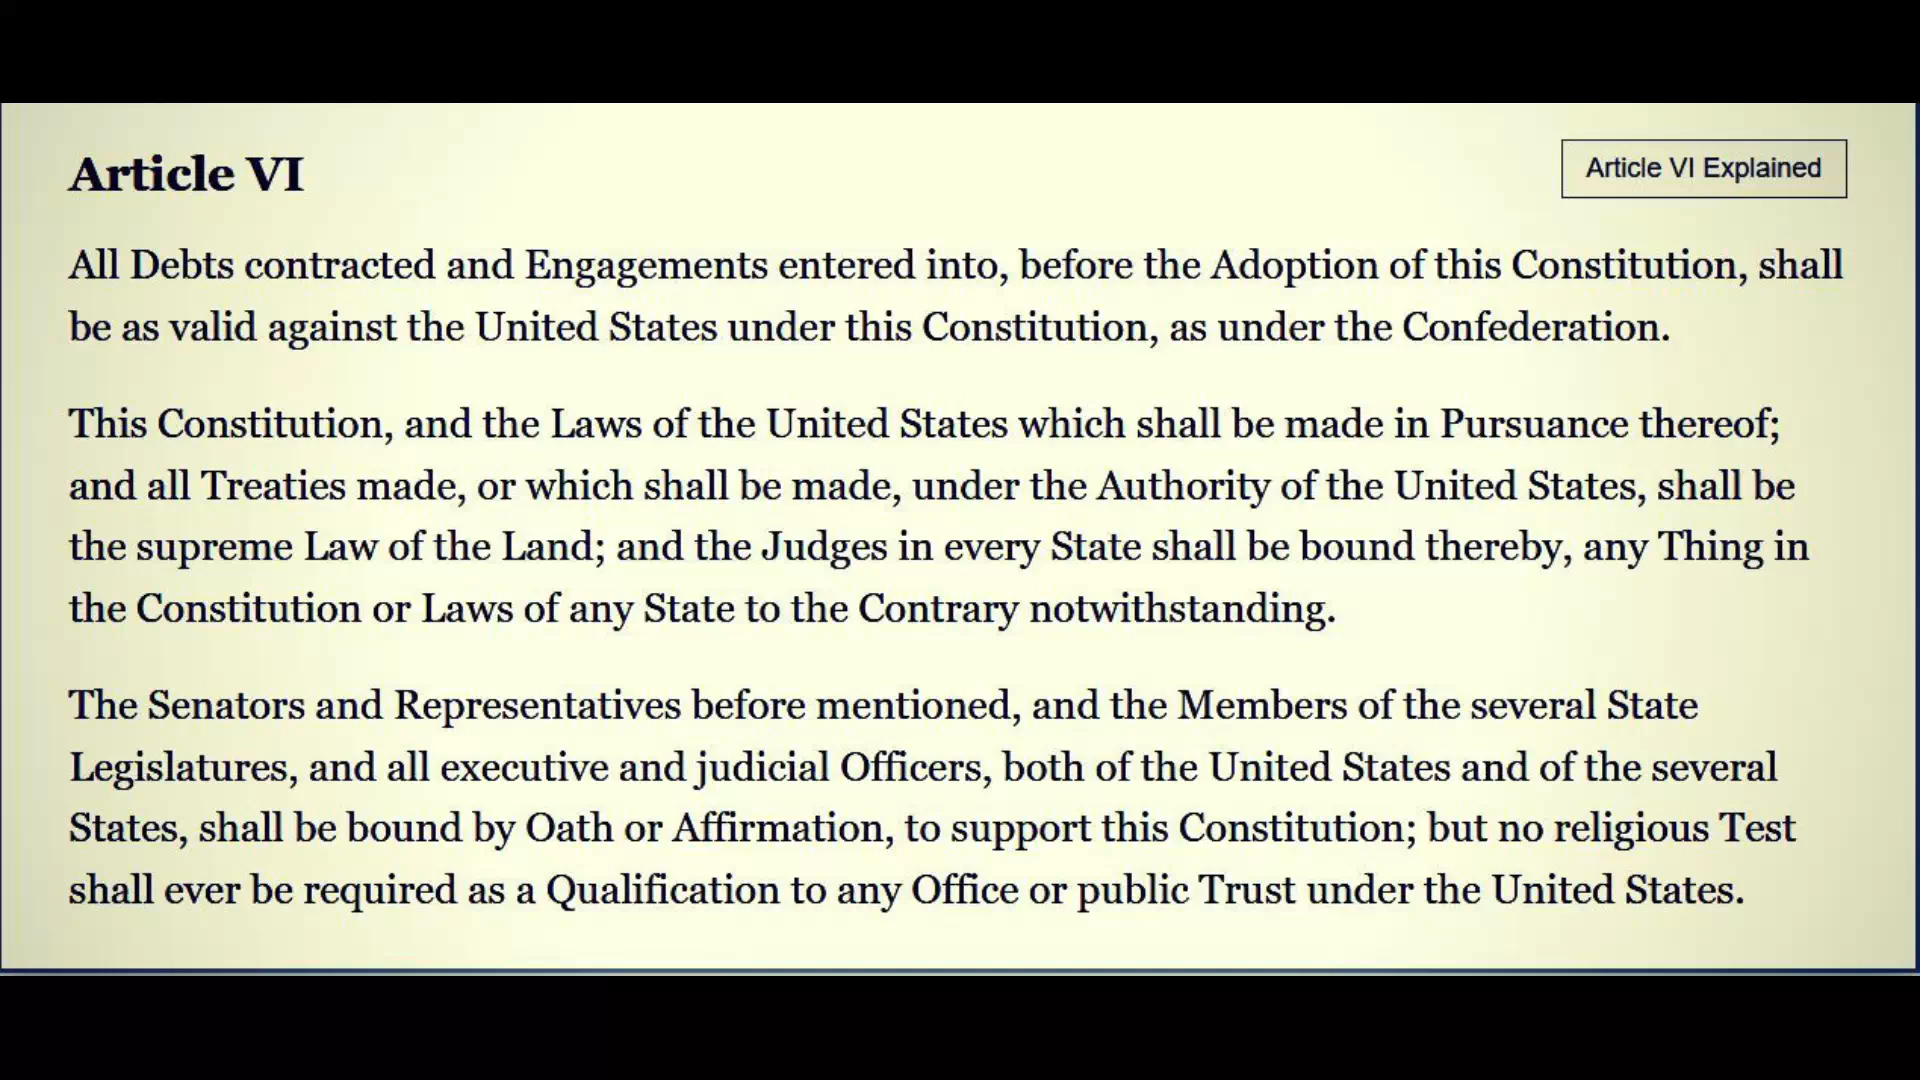 Article VI
Article VI Explained
All Debts contracted and Engagements entered into, before the Adoption of this Constitution, shall
be as valid against the United States under this Constitution, as under the Confederation.
This Constitution, and the Laws of the United States which shall be made in Pursuance thereof;
and all Treaties made, or which shall be made, under the Authority of the United States, shall be
the supreme Law of the Land; and the Judges in every State shall be bound thereby, any Thing in
the Constitution or Laws of any State to the Contrary notwithstanding.
The Senators and Representatives before mentioned, and the Members of the several State
Legislatures, and all executive and judicial Officers, both of the United States and of the several
States, shall be bound by Oath or Affirmation, to support this Constitution; but no religious Test
shall ever be required as a Qualification to any Office or public Trust under the United States.